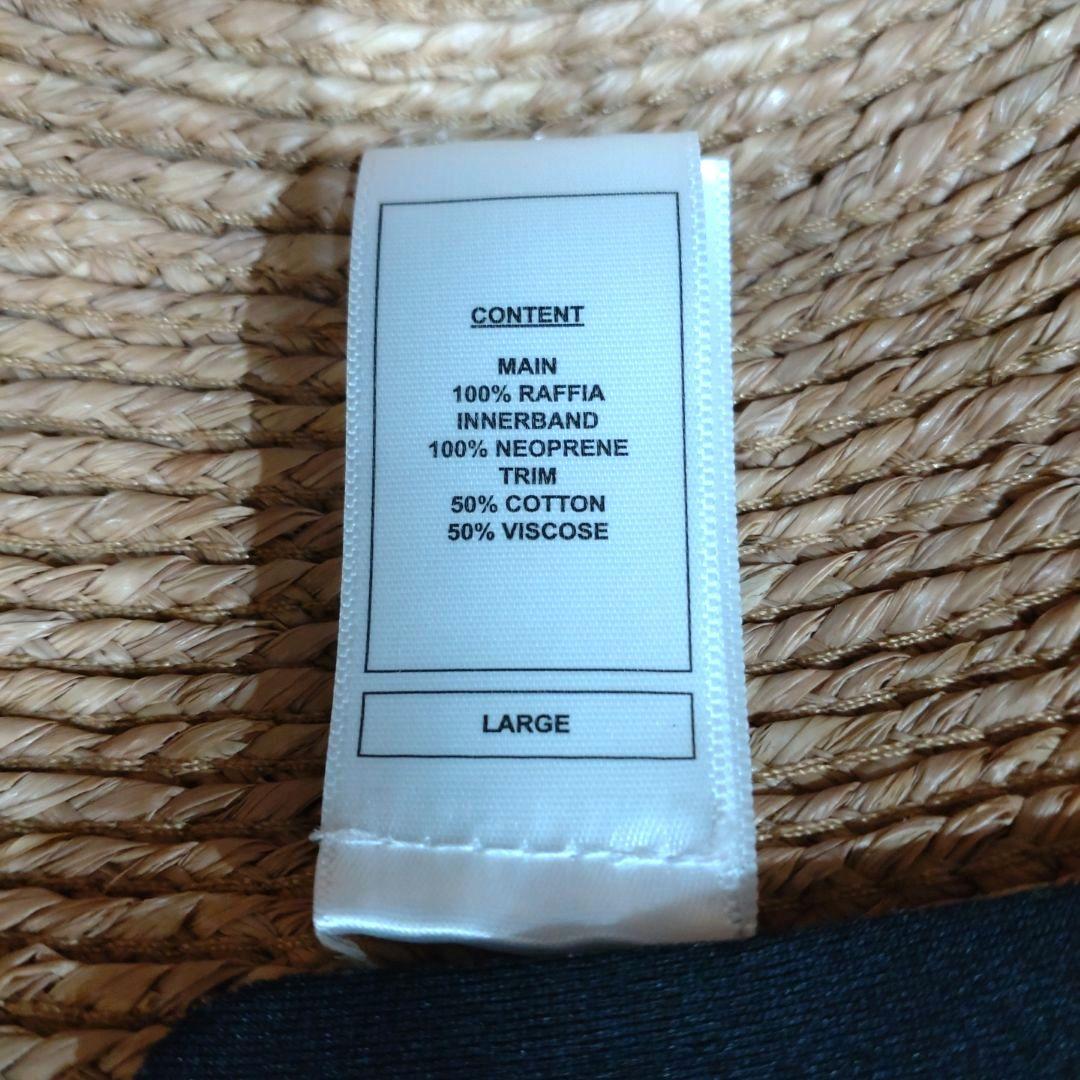 CONTENT
MAIN
100% RAFFIA
INNERBAND
100% NEOPRENE
TRIM
50% COTTON
50% VISCOSE
LARGE